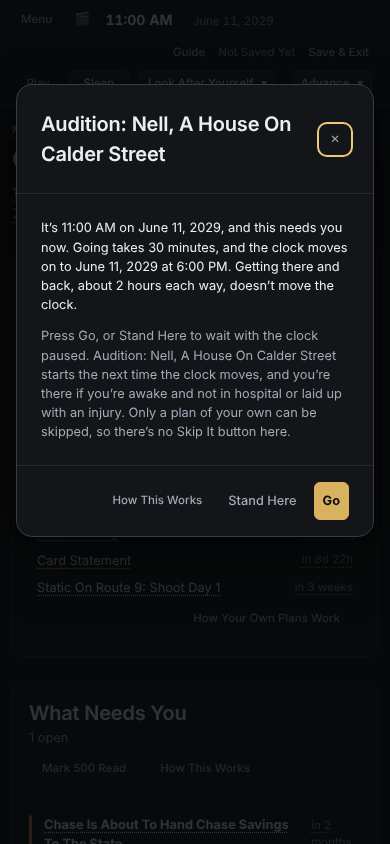 Menu 🎬 11:00 AM June 11, 2029
Guide Not Saved Yet Save & Exit
Play Sleep Look After Yourself ▾ Advance ▾
Audition: Nell, A House On
Calder Street
×
It's 11:00 AM on June 11, 2029, and this needs you
now. Going takes 30 minutes, and the clock moves
on to June 11, 2029 at 6:00 PM. Getting there and
back, about 2 hours each way, doesn't move the
clock.
Press Go, or Stand Here to wait with the clock
paused. Audition: Nell, A House On Calder Street
starts the next time the clock moves, and you're
there if you're awake and not in hospital or laid up
with an injury. Only a plan of your own can be
skipped, so there's no Skip It button here.
How This Works Stand Here Go
Card Statement in 8d 22h
Static On Route 9: Shoot Day 1 in 3 weeks
How Your Own Plans Work
What Needs You
1 open
Mark 500 Read How This Works
Chase Is About To Hand Chase Savings in 2
To The State months